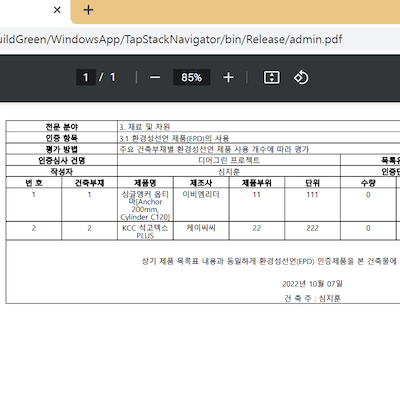 uildGreen/WindowsApp/TapStackNavigator/bin/Release/admin.pdf
1 / 1 85%
전문 분야 3. 재료 및 자원
인증 항목 3.1 환경성선언 제품(EPD)의 사용
평가 방법 주요 건축부재별 환경성선언 제품 사용 개수에 따라 평가
인증심사 건명 디어그린 프로젝트 목록유
작성자 심지훈 인증단
번 호 건축부재 제품명 제조사 제품부위 단위 수량
1 1 싱글앵커 옵티마[Anchor 200mm, Cylinder C120] 이비엠리더 11 111 0
2 2 KCC 석고텍스 PLUS 케이씨씨 22 222 0
상기 제품 목록표 내용과 동일하게 환경성선언(EPD) 인증제품을 본 건축물에
2022년 10월 07일
건 축 주 : 심지훈